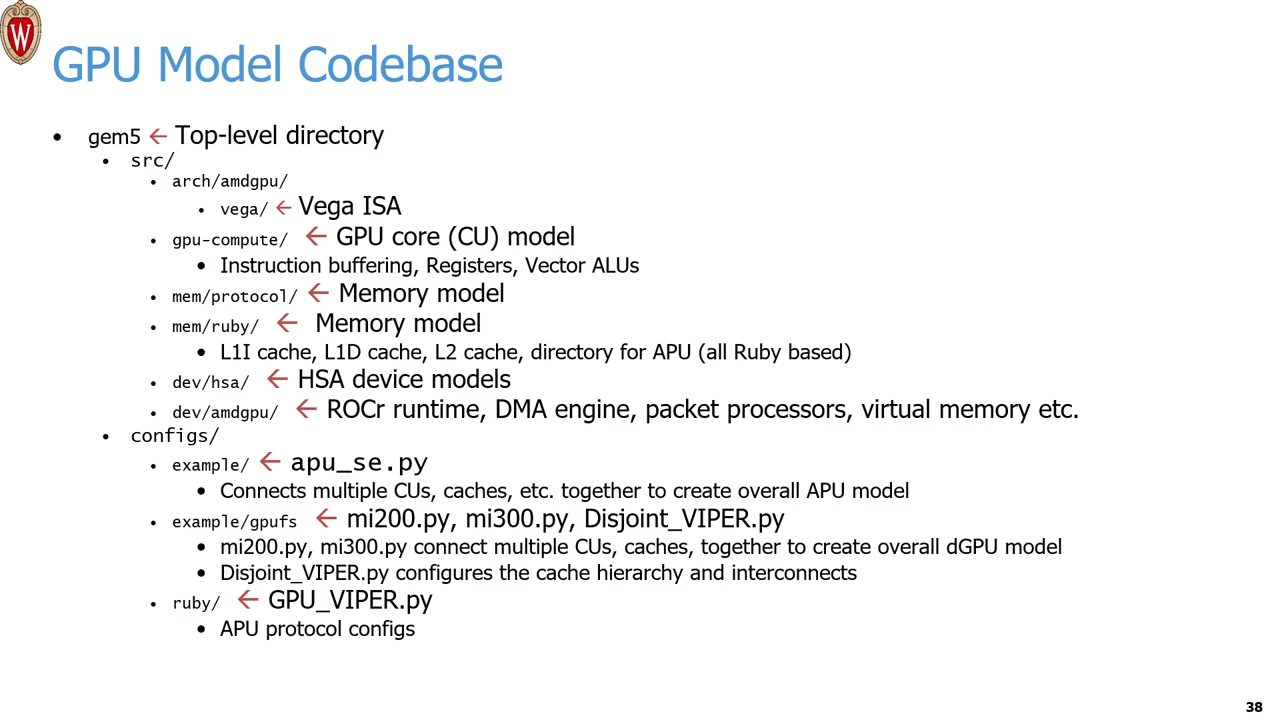 W
GPU Model Codebase
• gem5 ← Top-level directory
• src/
• arch/amdgpu/
• vega/ ← Vega ISA
• gpu-compute/ ← GPU core (CU) model
• Instruction buffering, Registers, Vector ALUs
• mem/protocol/ ← Memory model
• mem/ruby/ ← Memory model
• L1I cache, L1D cache, L2 cache, directory for APU (all Ruby based)
• dev/hsa/ ← HSA device models
• dev/amdgpu/ ← ROCr runtime, DMA engine, packet processors, virtual memory etc.
• configs/
• example/ ← apu_se.py
• Connects multiple CUs, caches, etc. together to create overall APU model
• example/gpufs ← mi200.py, mi300.py, Disjoint_VIPER.py
• mi200.py, mi300.py connect multiple CUs, caches, together to create overall dGPU model
• Disjoint_VIPER.py configures the cache hierarchy and interconnects
• ruby/ ← GPU_VIPER.py
• APU protocol configs
38